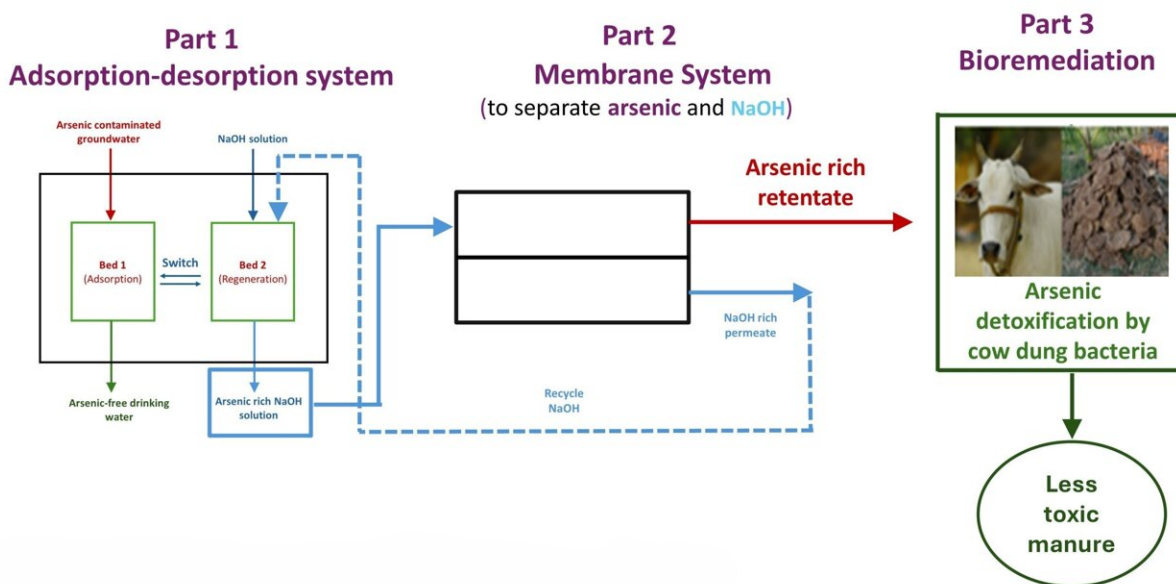 Part 1
Adsorption-desorption system
Arsenic contaminated
groundwater
NaOH solution
Bed 1
(Adsorption)
Switch
Bed 2
(Regeneration)
Arsenic-free drinking
water
Arsenic rich NaOH
solution
Part 2
Membrane System
(to separate arsenic and NaOH)
Arsenic rich
retentate
NaOH rich
permeate
Recycle
NaOH
Part 3
Bioremediation
Arsenic
detoxification by
cow dung bacteria
Less
toxic
manure